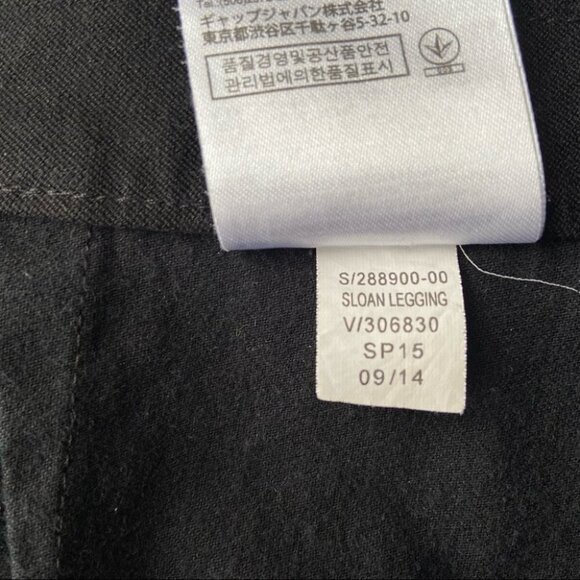 ギャップジャパン株式会社
東京都渋谷区千駄ヶ谷5-32-10
품질경영및공산품안전
관리법에의한품질표시
S/288900-00
SLOAN LEGGING
V/306830
SP15
09/14